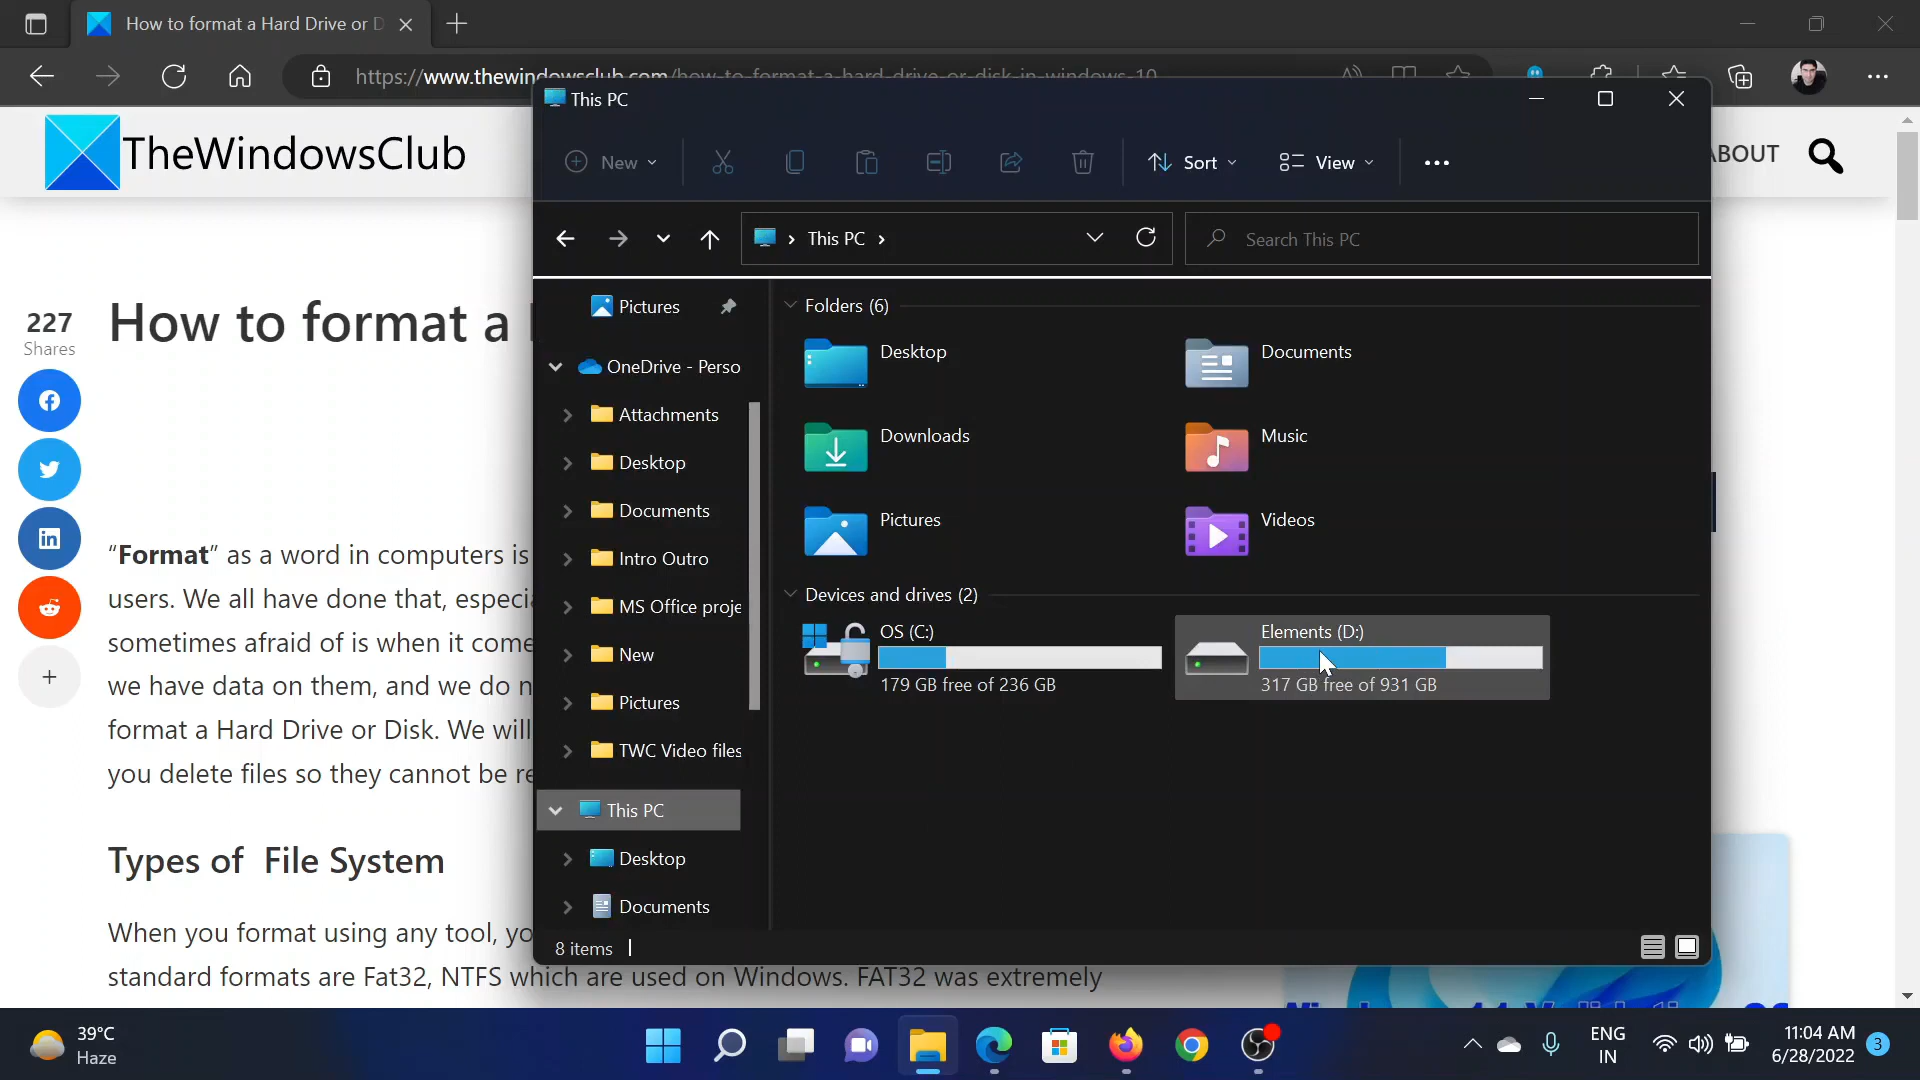 How to format a Hard Drive or D
https://www.thewindowsclub.com/how-to-format-a-hard-drive-or-disk-in-windows-10
TheWindowsClub
ABOUT
227
Shares
How to format a
“Format” as a word in computers is
users. We all have done that, especi
sometimes afraid of is when it come
we have data on them, and we do n
format a Hard Drive or Disk. We will
you delete files so they cannot be re
Types of File System
When you format using any tool, yo
standard formats are Fat32, NTFS which are used on Windows. FAT32 was extremely
This PC
New
Sort
View
This PC
Search This PC
Pictures
OneDrive - Perso
Attachments
Desktop
Documents
Intro Outro
MS Office proje
New
Pictures
TWC Video files
This PC
Desktop
Documents
Folders (6)
Desktop
Documents
Downloads
Music
Pictures
Videos
Devices and drives (2)
OS (C:)
179 GB free of 236 GB
Elements (D:)
317 GB free of 931 GB
8 items
39°C
Haze
ENG
IN
11:04 AM
6/28/2022
3